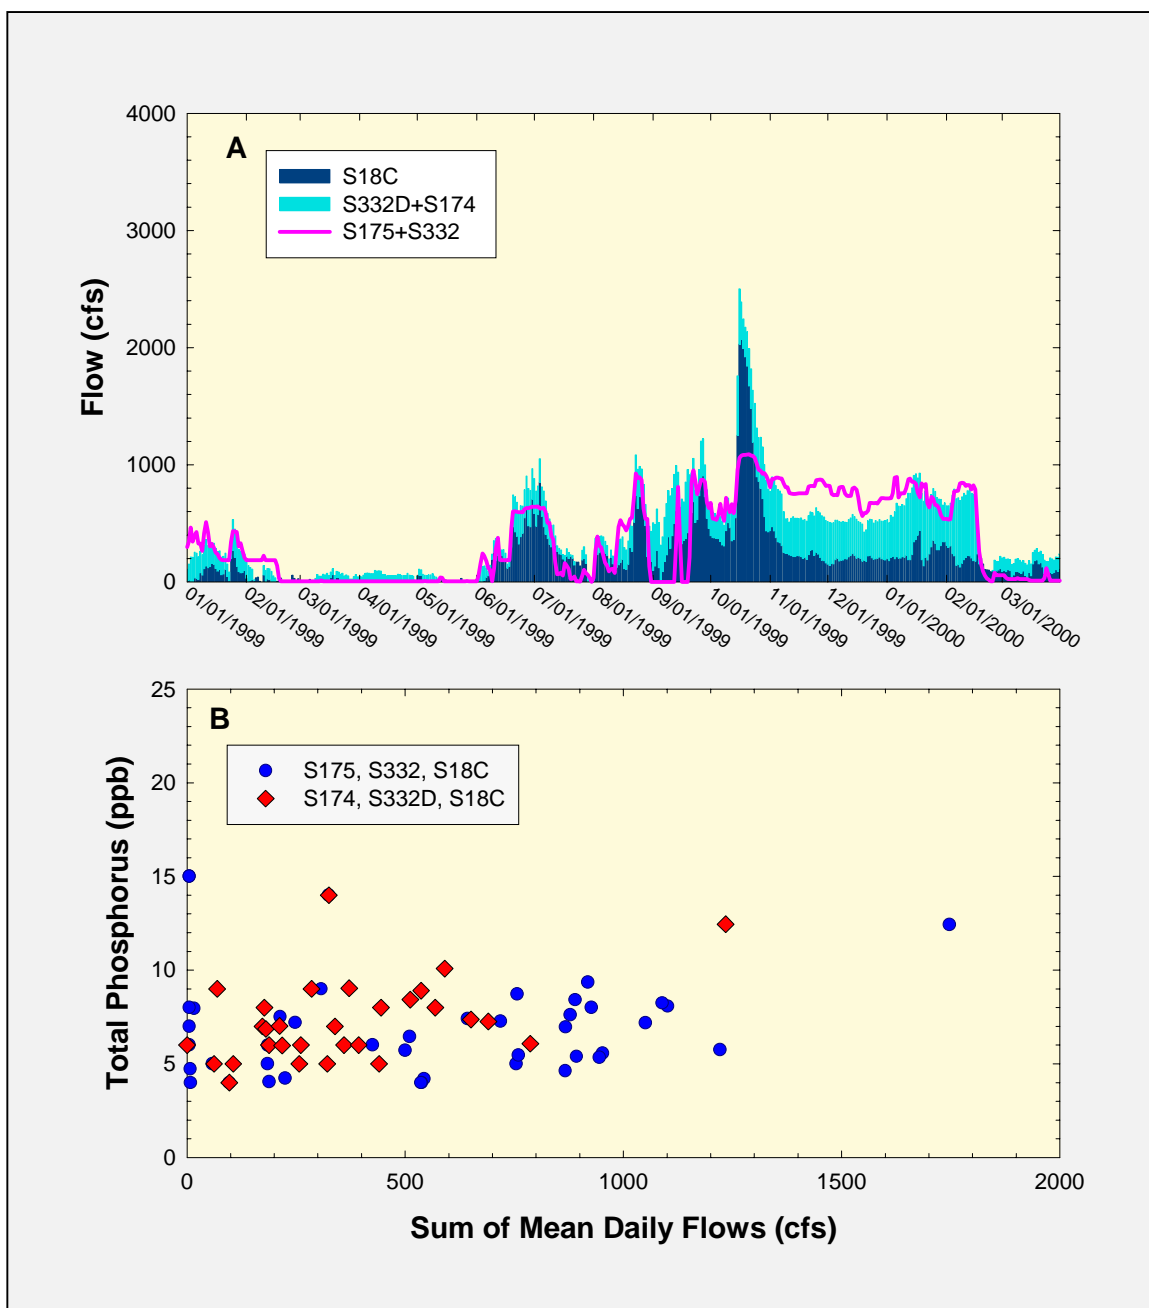 4000
3000
2000
1000
0
Flow (cfs)
A
S18C
S332D+S174
S175+S332
01/01/1999
02/01/1999
03/01/1999
04/01/1999
05/01/1999
06/01/1999
07/01/1999
08/01/1999
09/01/1999
10/01/1999
11/01/1999
12/01/1999
01/01/2000
02/01/2000
03/01/2000
25
20
15
10
5
0
Total Phosphorus (ppb)
B
S175, S332, S18C
S174, S332D, S18C
0 500 1000 1500 2000
Sum of Mean Daily Flows (cfs)